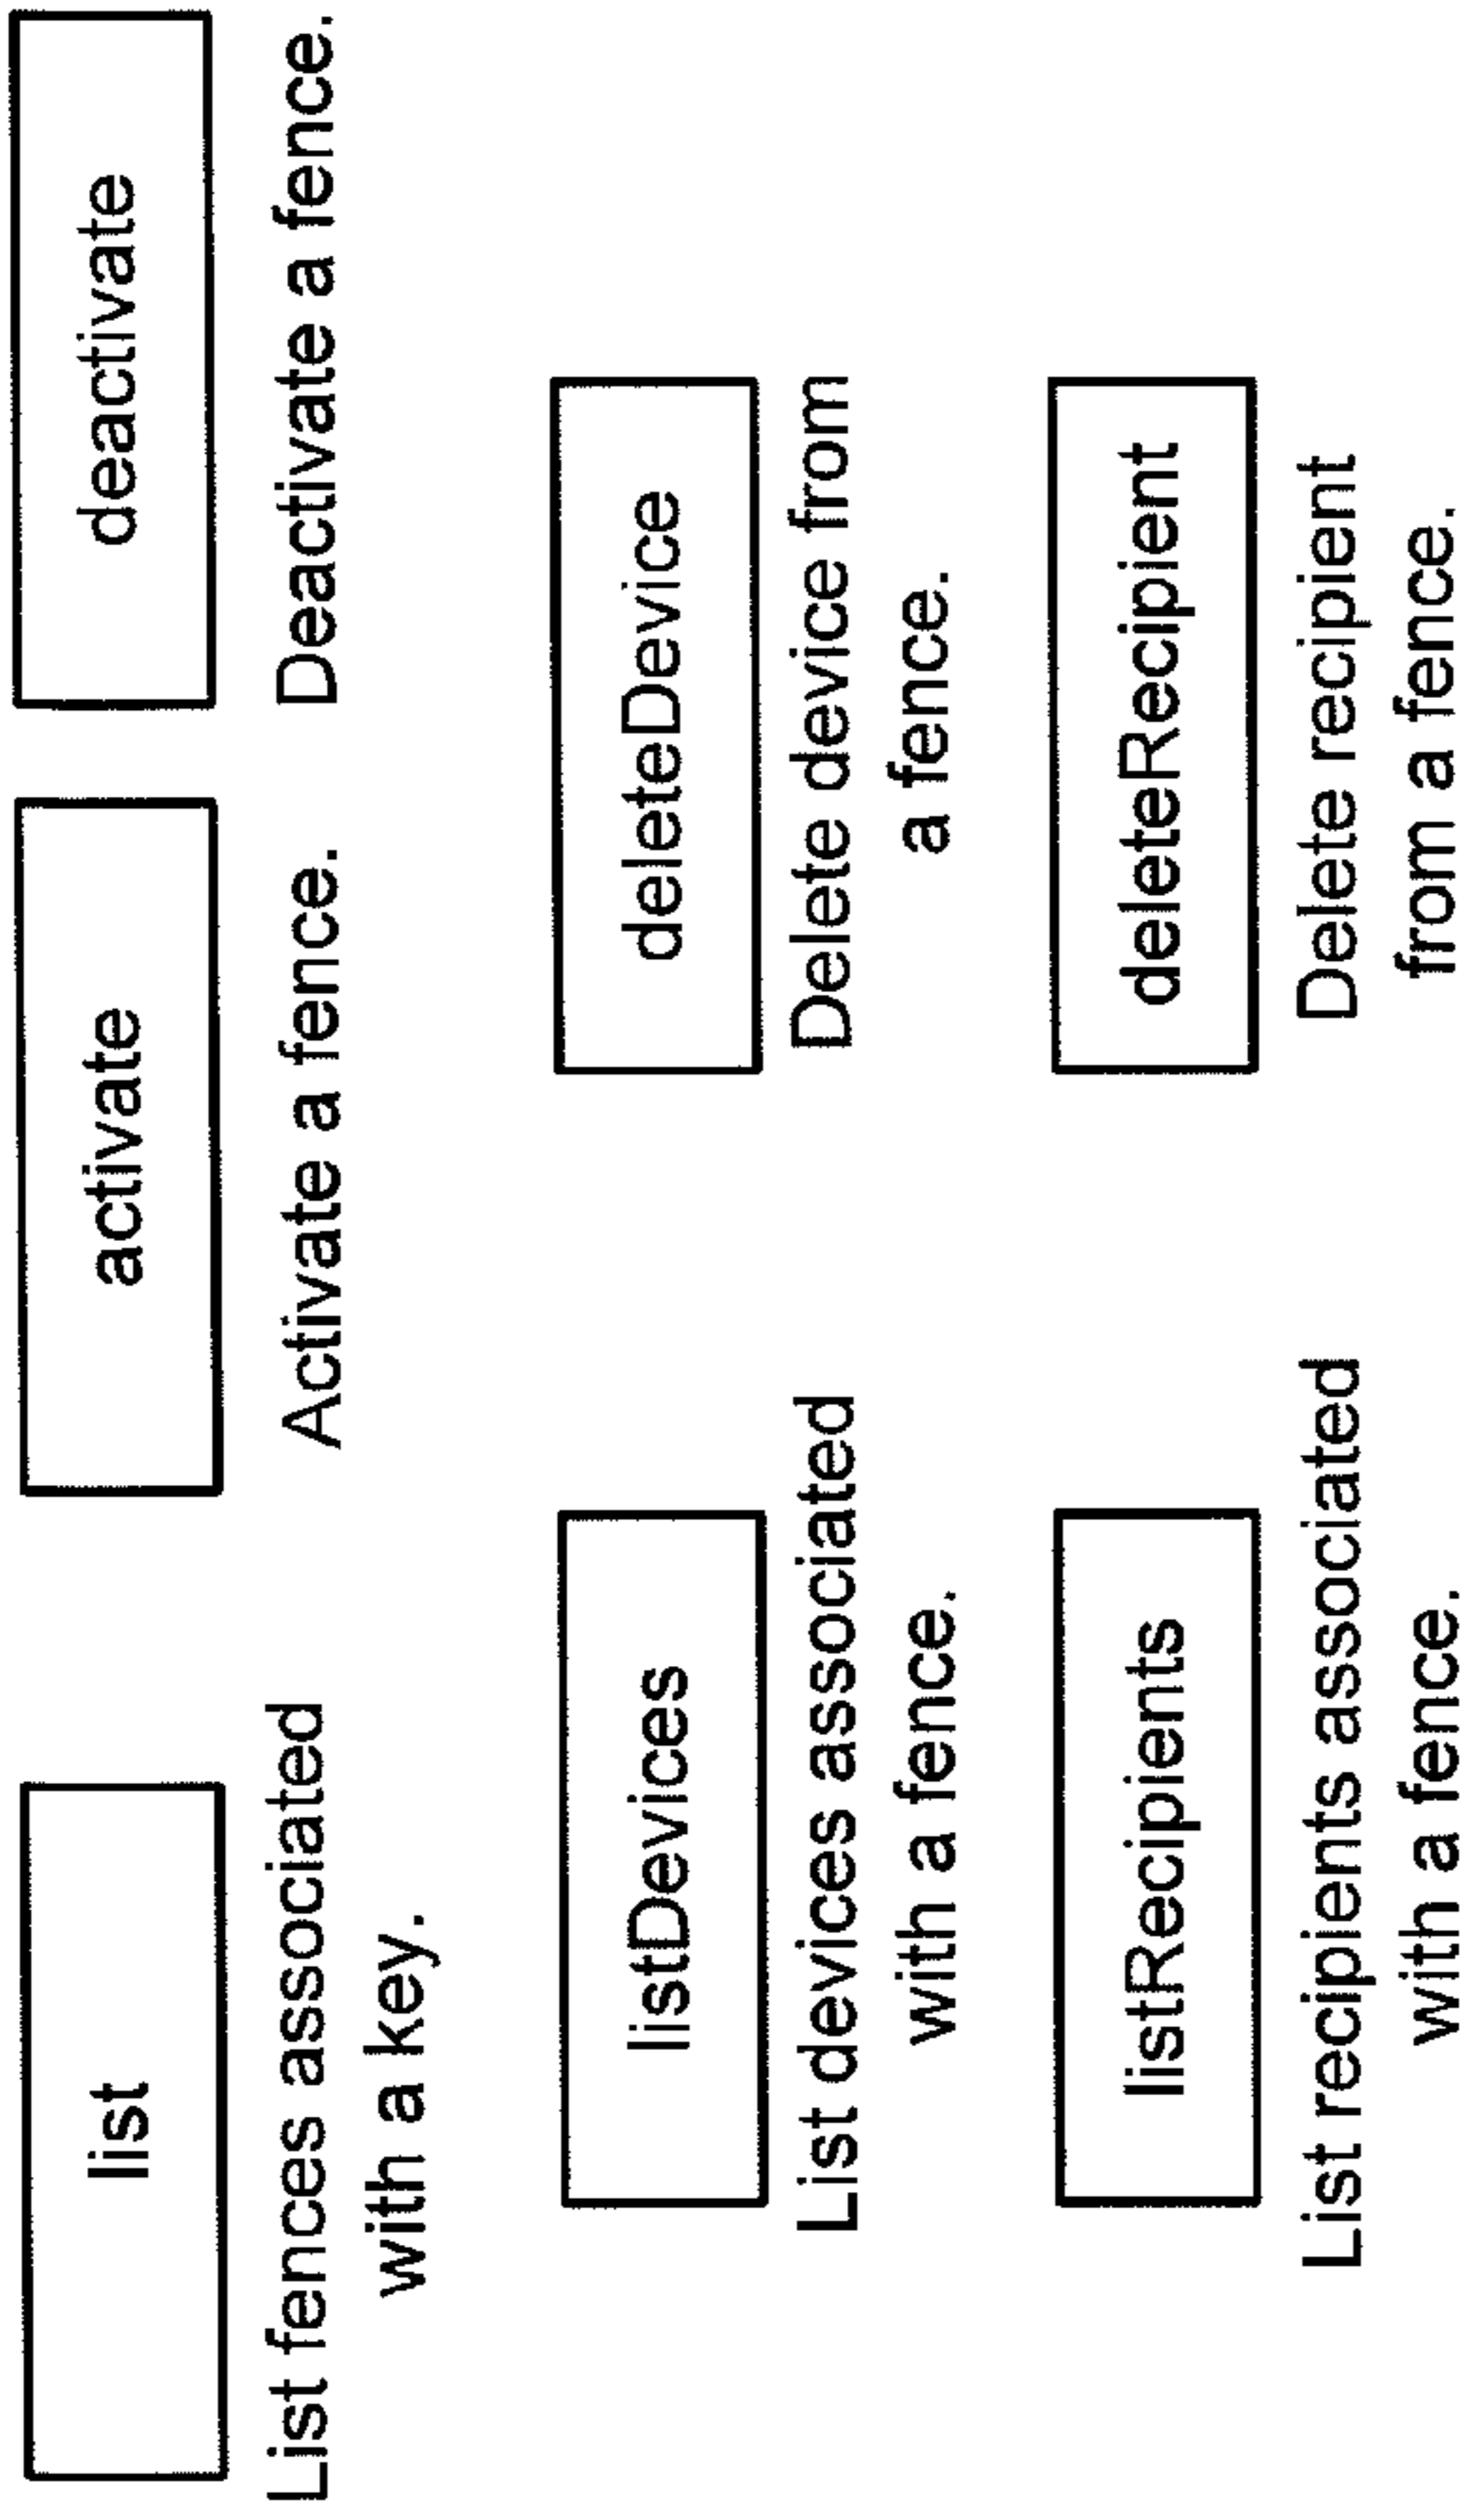 list
List fences associated
with a key.
activate
Activate a fence.
deactivate
Deactivate a fence.
listDevices
List devices associated
with a fence.
deleteDevice
Delete device from
a fence.
listRecipients
List recipients associated
with a fence.
deleteRecipient
Delete recipient
from a fence.